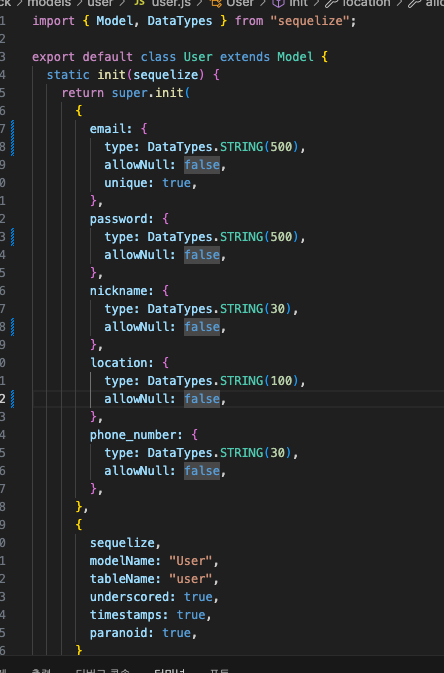 ck > models > user > JS user.js > User > init > location > allo
1 import { Model, DataTypes } from "sequelize";
2
3 export default class User extends Model {
4   static init(sequelize) {
5     return super.init(
6       {
7         email: {
8           type: DataTypes.STRING(500),
9           allowNull: false,
0           unique: true,
1         },
2         password: {
3           type: DataTypes.STRING(500),
4           allowNull: false,
5         },
6         nickname: {
7           type: DataTypes.STRING(30),
8           allowNull: false,
9         },
0         location: {
1           type: DataTypes.STRING(100),
2           allowNull: false,
3         },
4         phone_number: {
5           type: DataTypes.STRING(30),
6           allowNull: false,
7         },
8       },
9       {
0         sequelize,
1         modelName: "User",
2         tableName: "user",
3         underscored: true,
4         timestamps: true,
5         paranoid: true,
6       }
출력 디버그 콘솔 터미널 포트